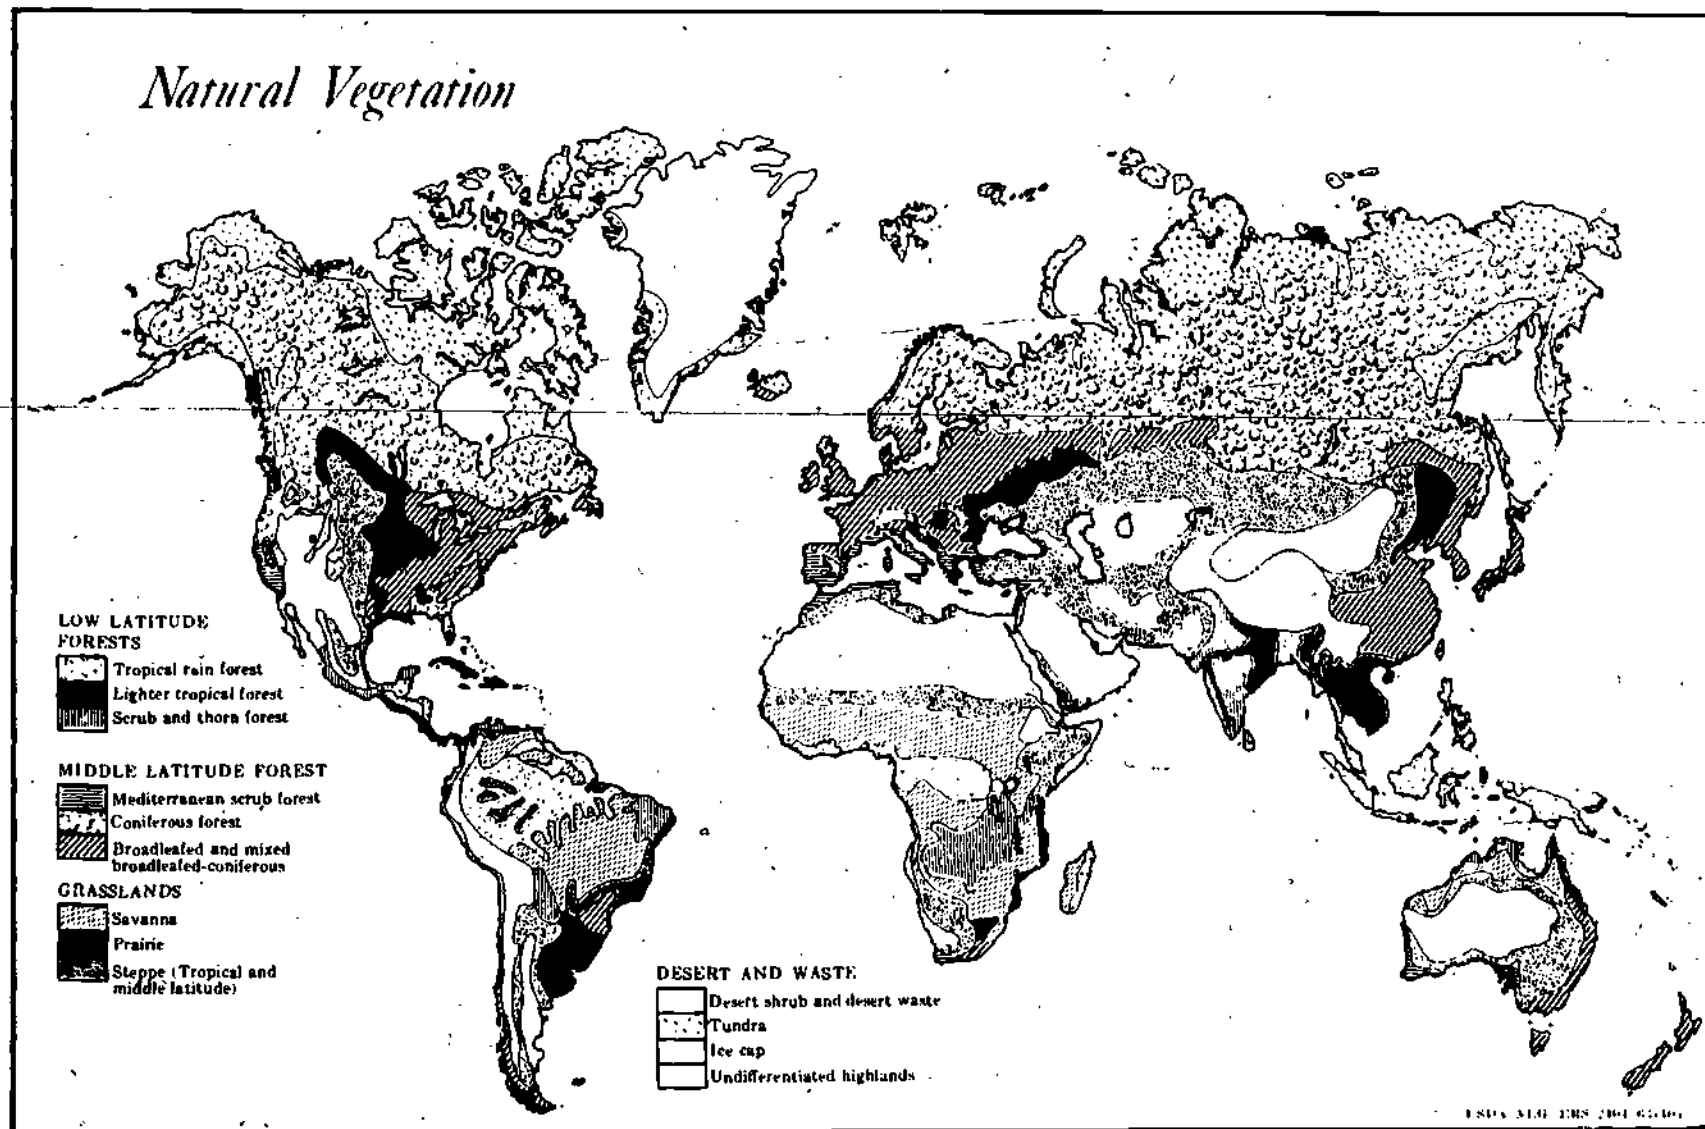 Natural Vegetation
LOW LATITUDE
FORESTS
Tropical rain forest
Lighter tropical forest
Scrub and thorn forest
MIDDLE LATITUDE FOREST
Mediterranean scrub forest
Coniferous forest
Broadleafed and mixed
broadleafed-coniferous
GRASSLANDS
Savanna
Prairie
Steppe (Tropical and
middle latitude)
DESERT AND WASTE
Desert shrub and desert waste
Tundra
Ice cap
Undifferentiated highlands
USDA